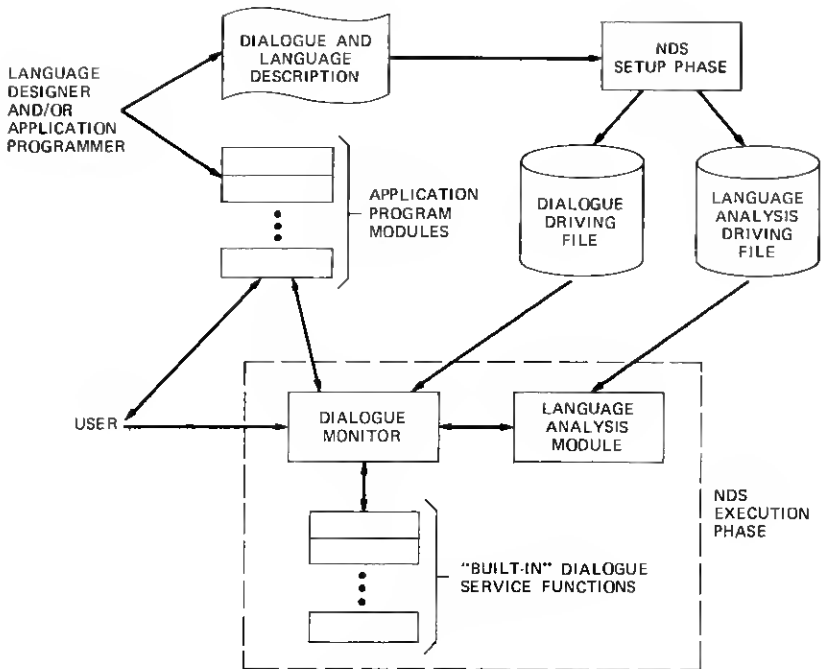 DIALOGUE AND
LANGUAGE
DESCRIPTION
NDS
SETUP PHASE
LANGUAGE
DESIGNER
AND/OR
APPLICATION
PROGRAMMER
APPLICATION
PROGRAM
MODULES
DIALOGUE
DRIVING
FILE
LANGUAGE
ANALYSIS
DRIVING
FILE
USER
DIALOGUE
MONITOR
LANGUAGE
ANALYSIS
MODULE
NDS
EXECUTION
PHASE
"BUILT-IN" DIALOGUE
SERVICE FUNCTIONS